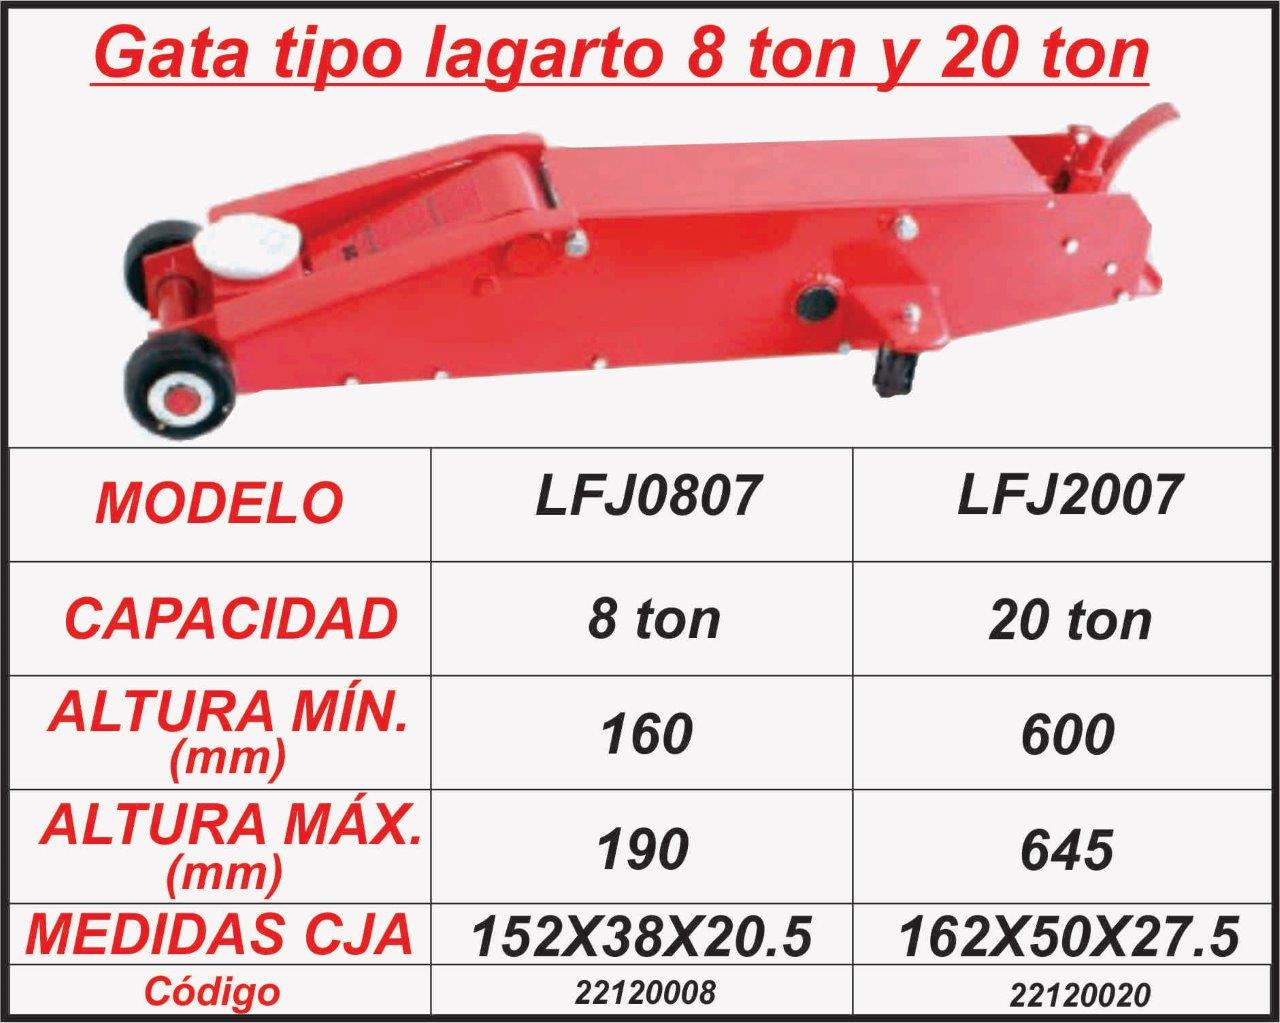 Gata tipo lagarto 8 ton y 20 ton
MODELO LFJ0807 LFJ2007
CAPACIDAD 8 ton 20 ton
ALTURA MÍN. (mm) 160 600
ALTURA MÁX. (mm) 190 645
MEDIDAS CJA 152X38X20.5 162X50X27.5
Código 22120008 22120020